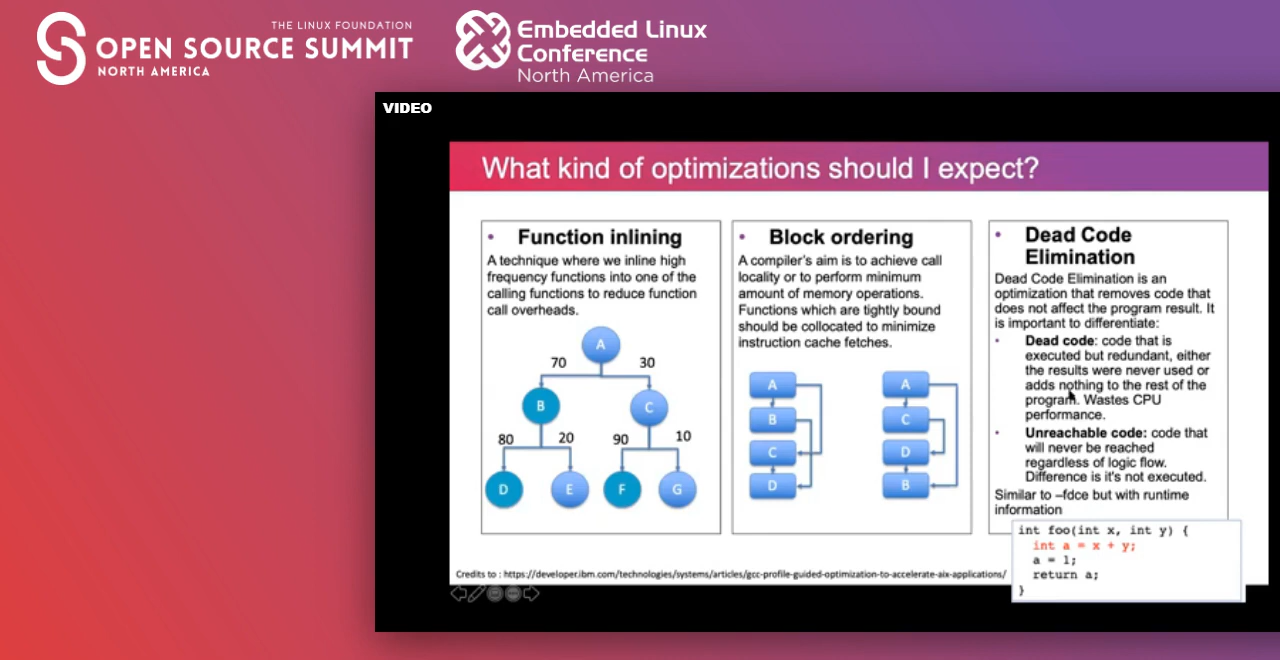 THE LINUX FOUNDATION
OPEN SOURCE SUMMIT
NORTH AMERICA
Embedded Linux
Conference
North America
VIDEO
What kind of optimizations should I expect?
• Function inlining
A technique where we inline high
frequency functions into one of the
calling functions to reduce function
call overheads.
A
70 30
B C
80 20 90 10
D E F G
• Block ordering
A compiler's aim is to achieve call
locality or to perform minimum
amount of memory operations.
Functions which are tightly bound
should be collocated to minimize
instruction cache fetches.
A A
B C
C D
D B
• Dead Code
Elimination
Dead Code Elimination is an
optimization that removes code that
does not affect the program result. It
is important to differentiate:
• Dead code: code that is
executed but redundant, either
the results were never used or
adds nothing to the rest of the
program. Wastes CPU
performance.
• Unreachable code: code that
will never be reached
regardless of logic flow.
Difference is it's not executed.
Similar to –fdce but with runtime
information
int foo(int x, int y) {
int a = x + y;
a = 1;
return a;
}
Credits to : https://developer.ibm.com/technologies/systems/articles/gcc-profile-guided-optimization-to-accelerate-aix-applications/